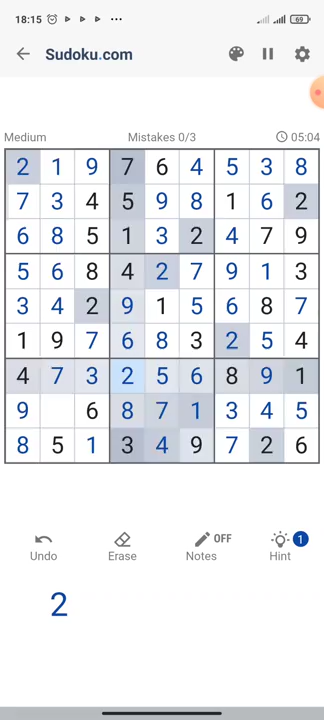 18:15 69
Sudoku.com
Medium Mistakes 0/3 05:04
2 1 9 7 6 4 5 3 8
7 3 4 5 9 8 1 6 2
6 8 5 1 3 2 4 7 9
5 6 8 4 2 7 9 1 3
3 4 2 9 1 5 6 8 7
1 9 7 6 8 3 2 5 4
4 7 3 2 5 6 8 9 1
9 6 8 7 1 3 4 5
8 5 1 3 4 9 7 2 6
OFF 1
Undo Erase Notes Hint
2